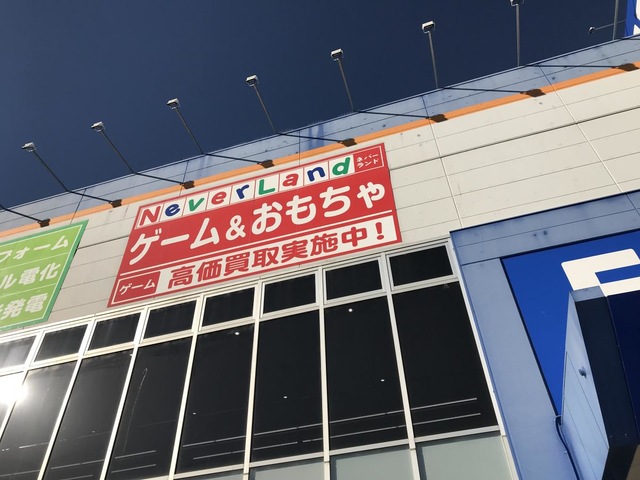 NeverLand ネバーランド
ゲーム&おもちゃ
ゲーム 高価買取実施中!
フォーム
ル電化
発電